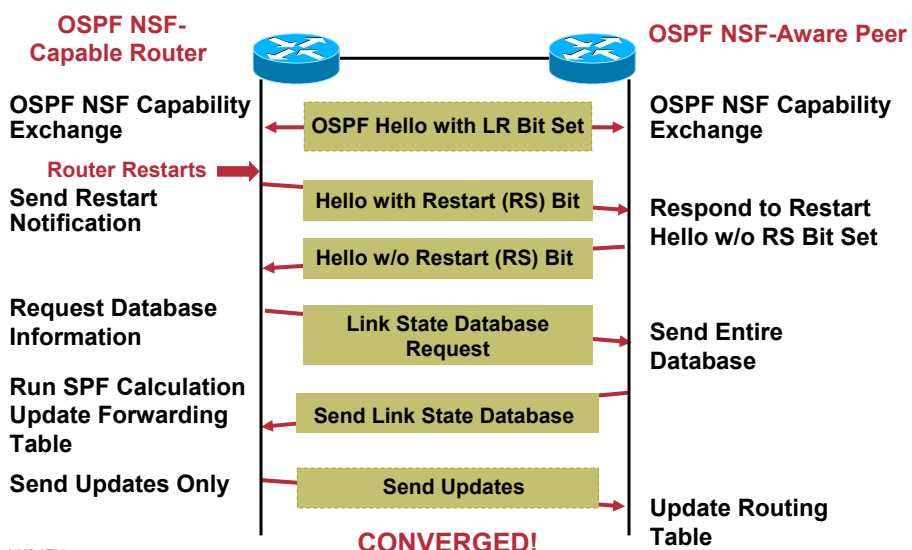 OSPF NSF-
Capable Router
OSPF NSF-Aware Peer
OSPF NSF Capability
Exchange
OSPF Hello with LR Bit Set
OSPF NSF Capability
Exchange
Router Restarts
Send Restart
Notification
Hello with Restart (RS) Bit
Respond to Restart
Hello w/o RS Bit Set
Hello w/o Restart (RS) Bit
Request Database
Information
Link State Database
Request
Send Entire
Database
Run SPF Calculation
Update Forwarding
Table
Send Link State Database
Send Updates Only
Send Updates
Update Routing
Table
CONVERGED!